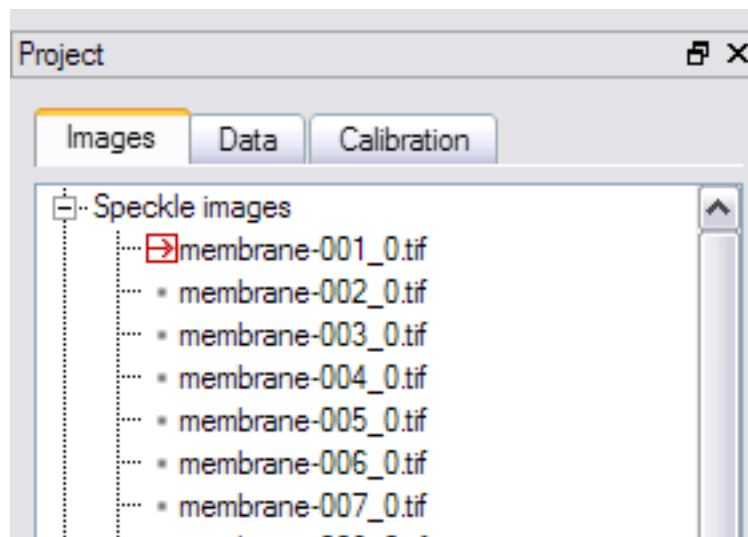 Project
Images Data Calibration
Speckle images
membrane-001_0.tif
membrane-002_0.tif
membrane-003_0.tif
membrane-004_0.tif
membrane-005_0.tif
membrane-006_0.tif
membrane-007_0.tif